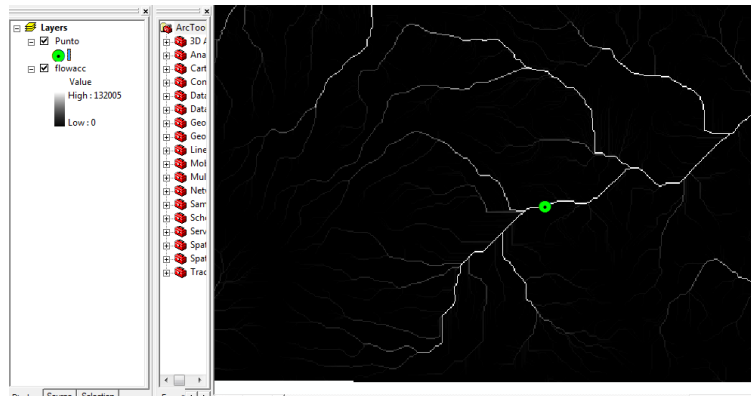 Layers
Punto
flowacc
Value
High : 132005
Low : 0
ArcToo
3D A
Ana
Cart
Con
Data
Data
Geo
Geo
Line
Mob
Mul
Netv
Sam
Sche
Serv
Spat
Spat
Trac
Source
Selection